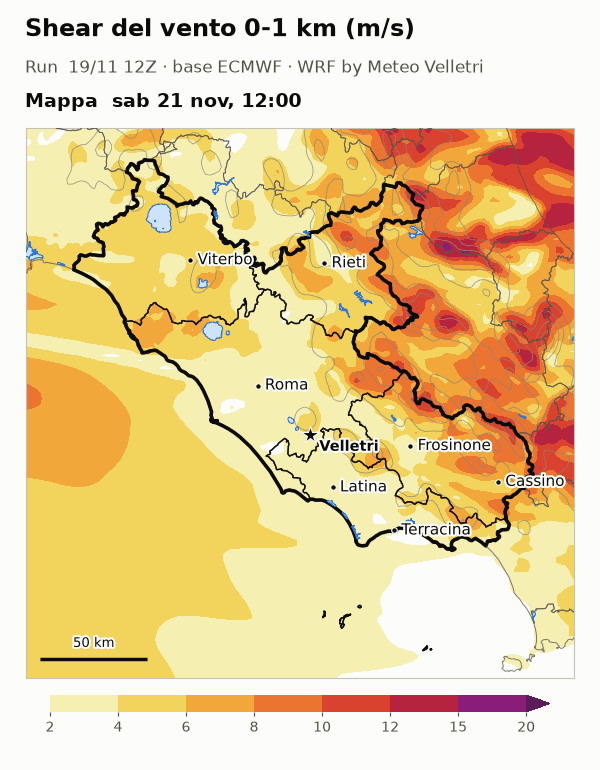 Shear del vento 0-1 km (m/s)
Run  19/11 12Z · base ECMWF · WRF by Meteo Velletri
Mappa  sab 21 nov, 12:00
Viterbo
Rieti
Roma
Velletri
Frosinone
Latina
Cassino
Terracina
50 km
2 4 6 8 10 12 15 20